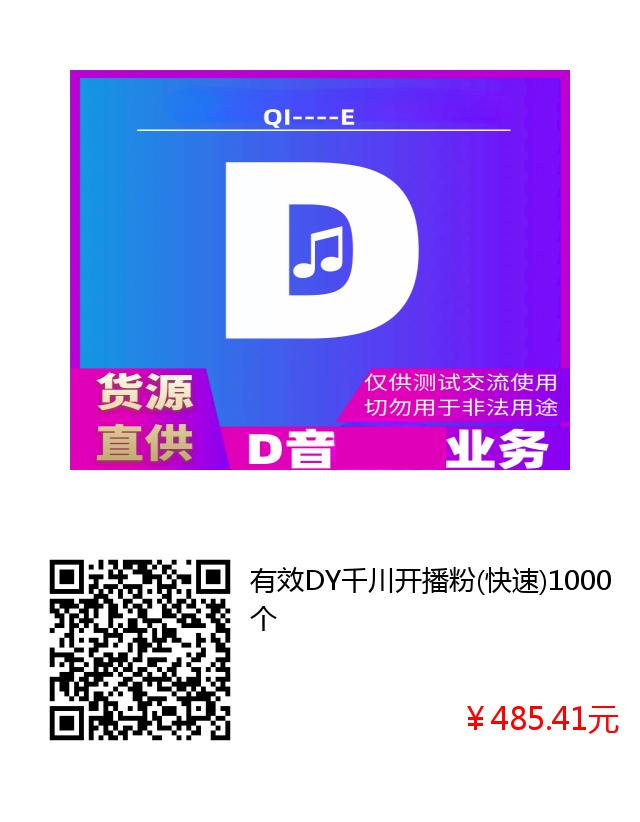 QI----E
D
货源
直供
仅供测试交流使用
切勿用于非法用途
D音 业务
有效DY千川开播粉(快速)1000
个
￥485.41元